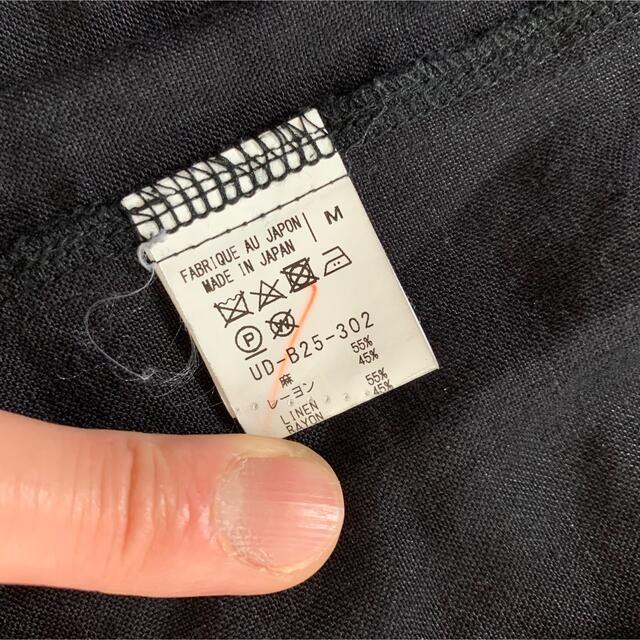 FABRIQUE AU JAPON
MADE IN JAPAN
M
P W
UD-B25-302
麻 55%
レーヨン 45%
LINEN 55%
RAYON 45%